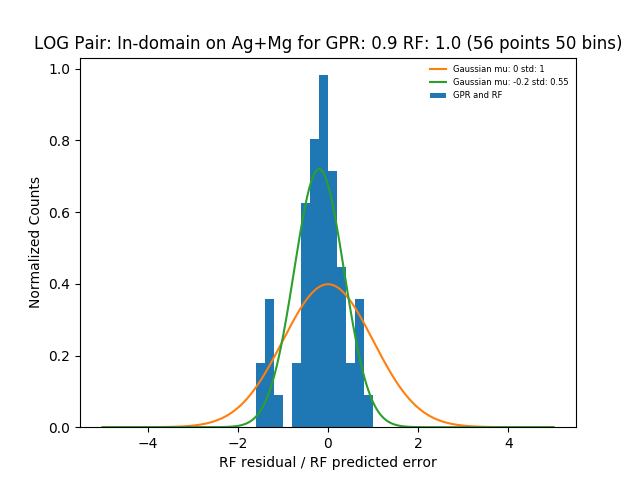 LOG Pair: In-domain on Ag+Mg for GPR: 0.9 RF: 1.0 (56 points 50 bins)
Gaussian mu: 0 std: 1
Gaussian mu: -0.2 std: 0.55
GPR and RF
Normalized Counts
1.0
0.8
0.6
0.4
0.2
0.0
−4 −2 0 2 4
RF residual / RF predicted error